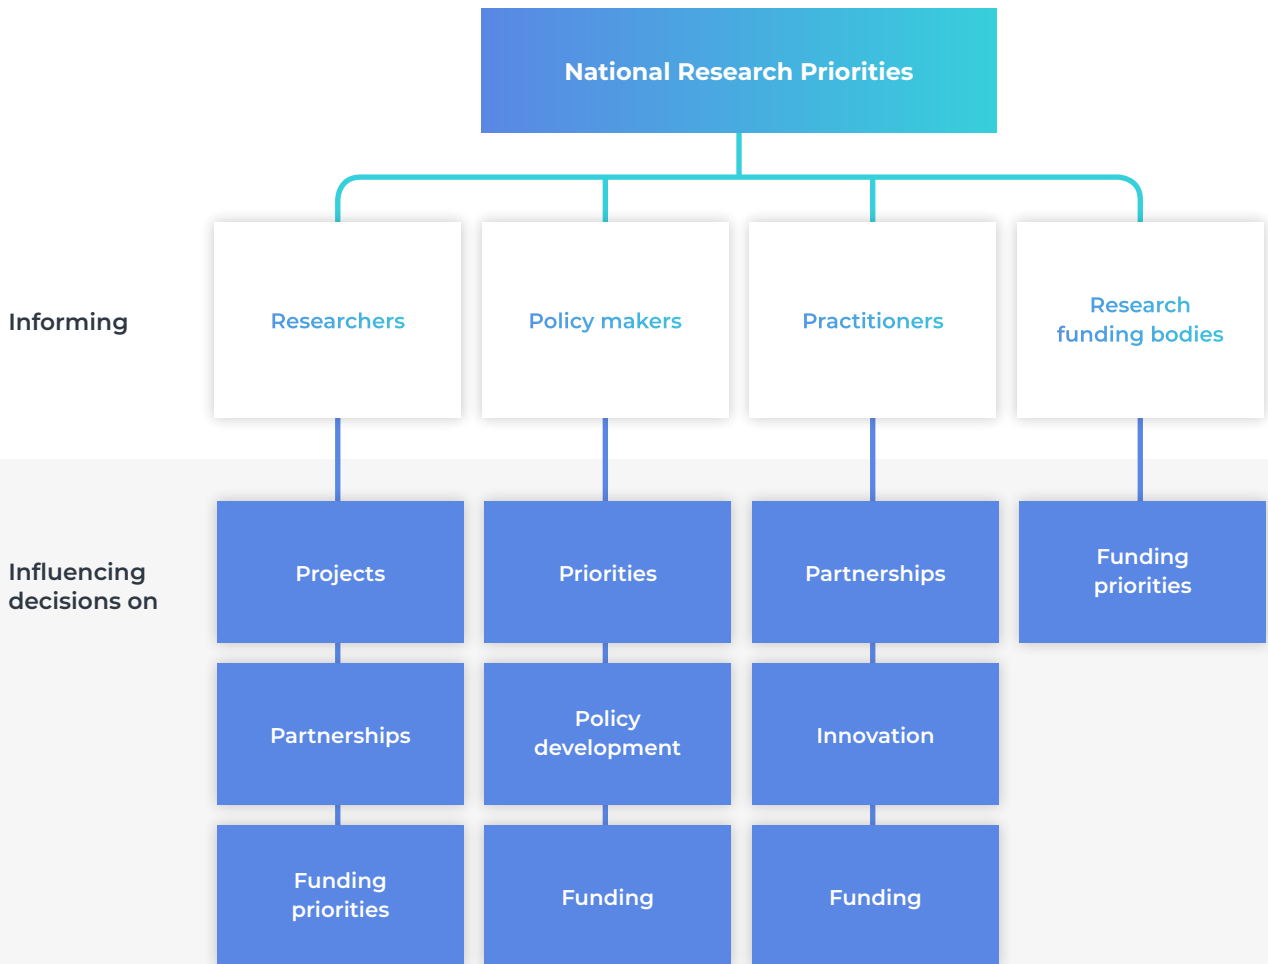 National Research Priorities
Informing
Researchers
Policy makers
Practitioners
Research
funding bodies
Influencing
decisions on
Projects
Priorities
Partnerships
Funding
priorities
Partnerships
Policy
development
Innovation
Funding
priorities
Funding
Funding